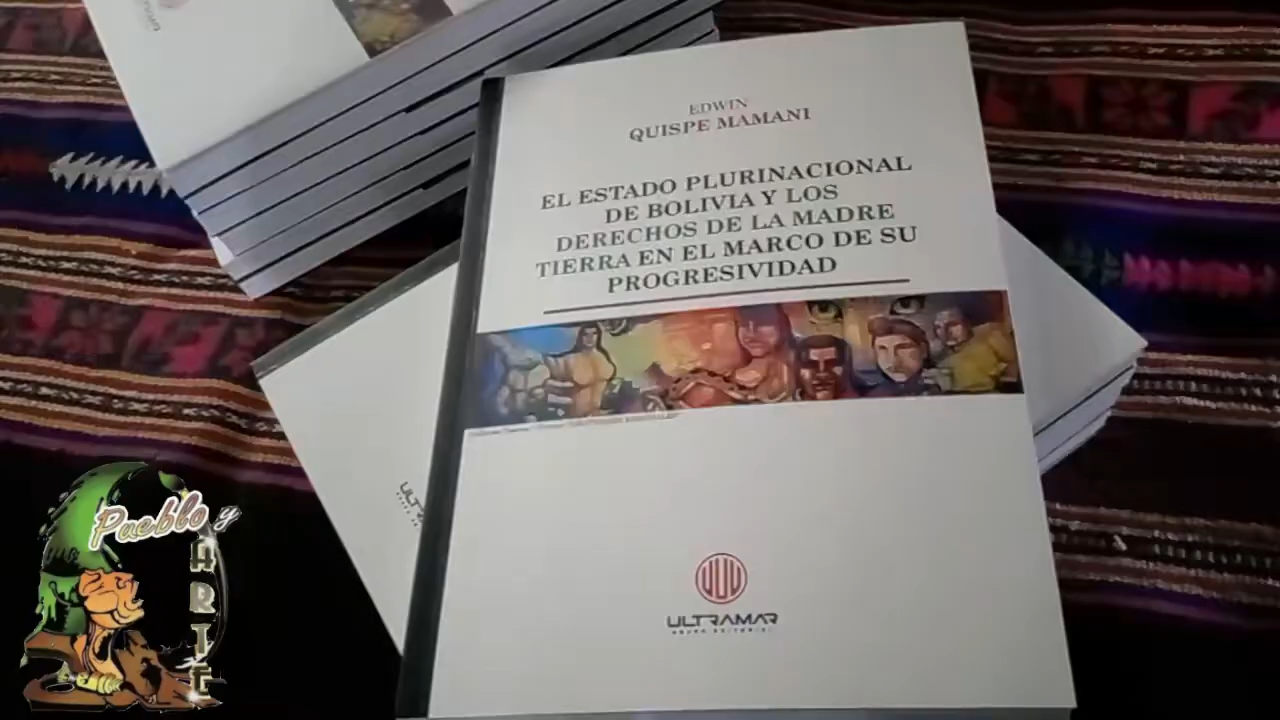 EDWIN
QUISPE MAMANI
EL ESTADO PLURINACIONAL
DE BOLIVIA Y LOS
DERECHOS DE LA MADRE
TIERRA EN EL MARCO DE SU
PROGRESIVIDAD
ULTRAMAR
GRUPO EDITORIAL
Pueblo y
ARTE